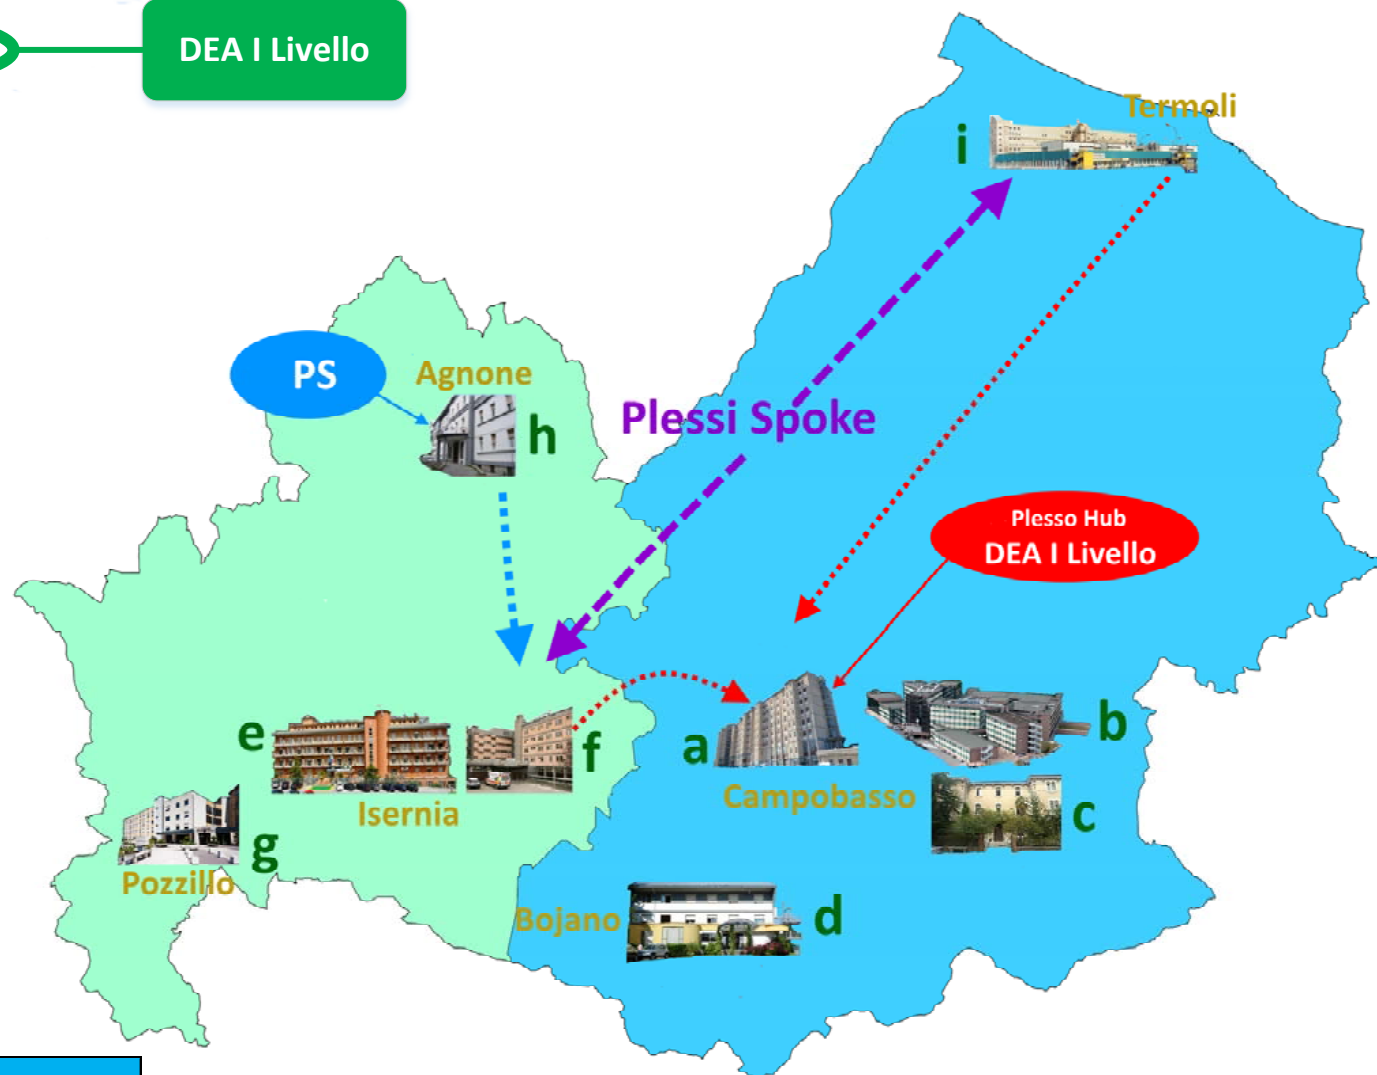 DEA I Livello
Termoli
i
PS
Agnone
h
Plessi Spoke
Plesso Hub
DEA I Livello
e
f
a
b
Isernia
Campobasso
c
g
Pozzillo
Bojano
d